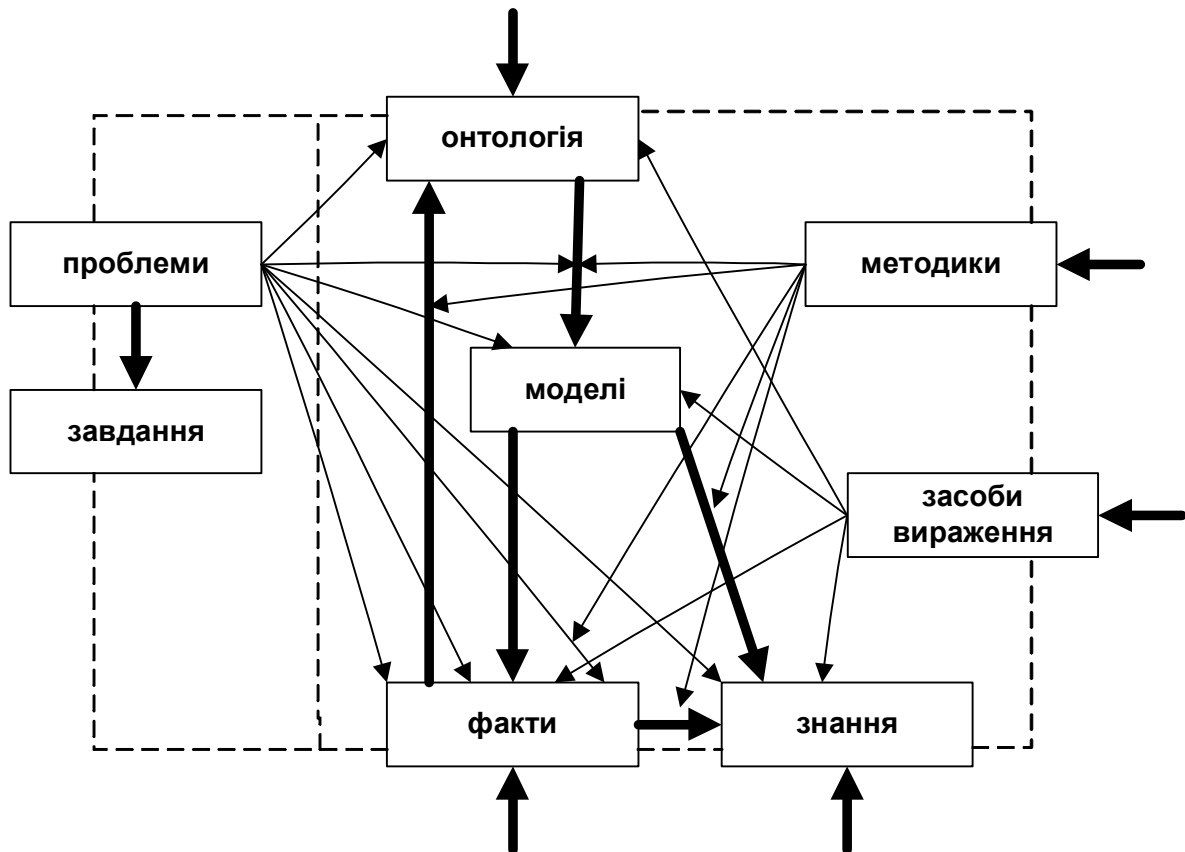 онтологія
проблеми
методики
моделі
завдання
засоби
вираження
факти
знання